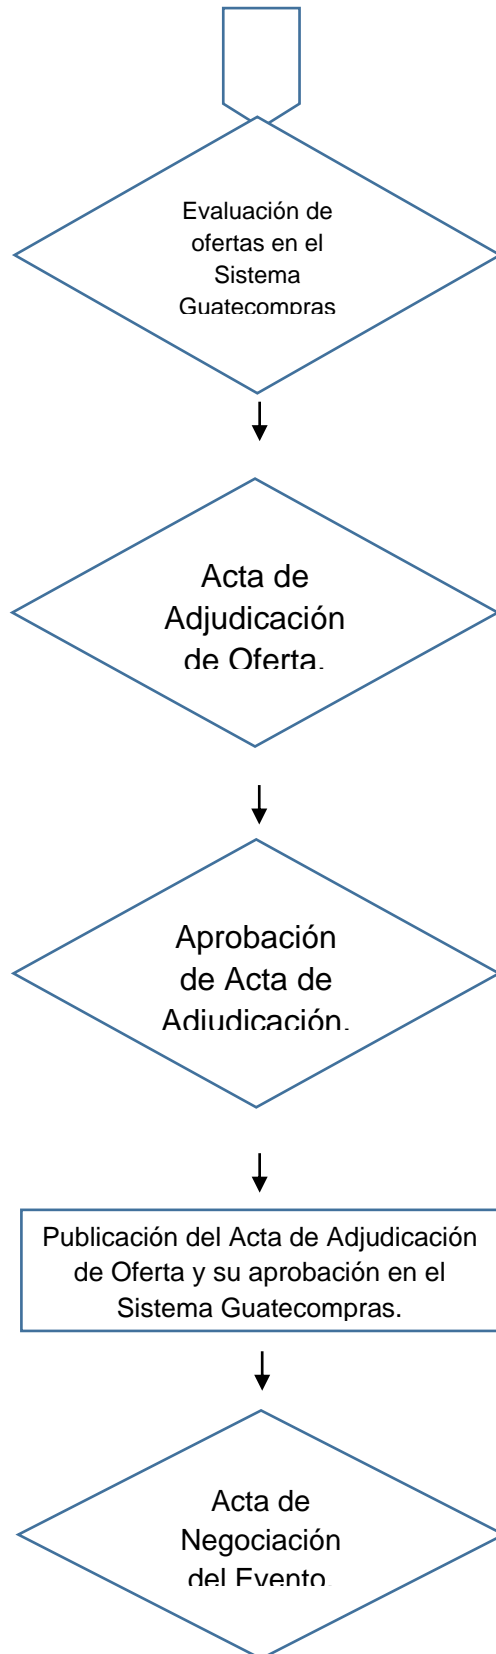 Evaluación de
ofertas en el
Sistema
Guatecompras
Acta de
Adjudicación
de Oferta.
Aprobación
de Acta de
Adjudicación.
Publicación del Acta de Adjudicación
de Oferta y su aprobación en el
Sistema Guatecompras.
Acta de
Negociación
del Evento.